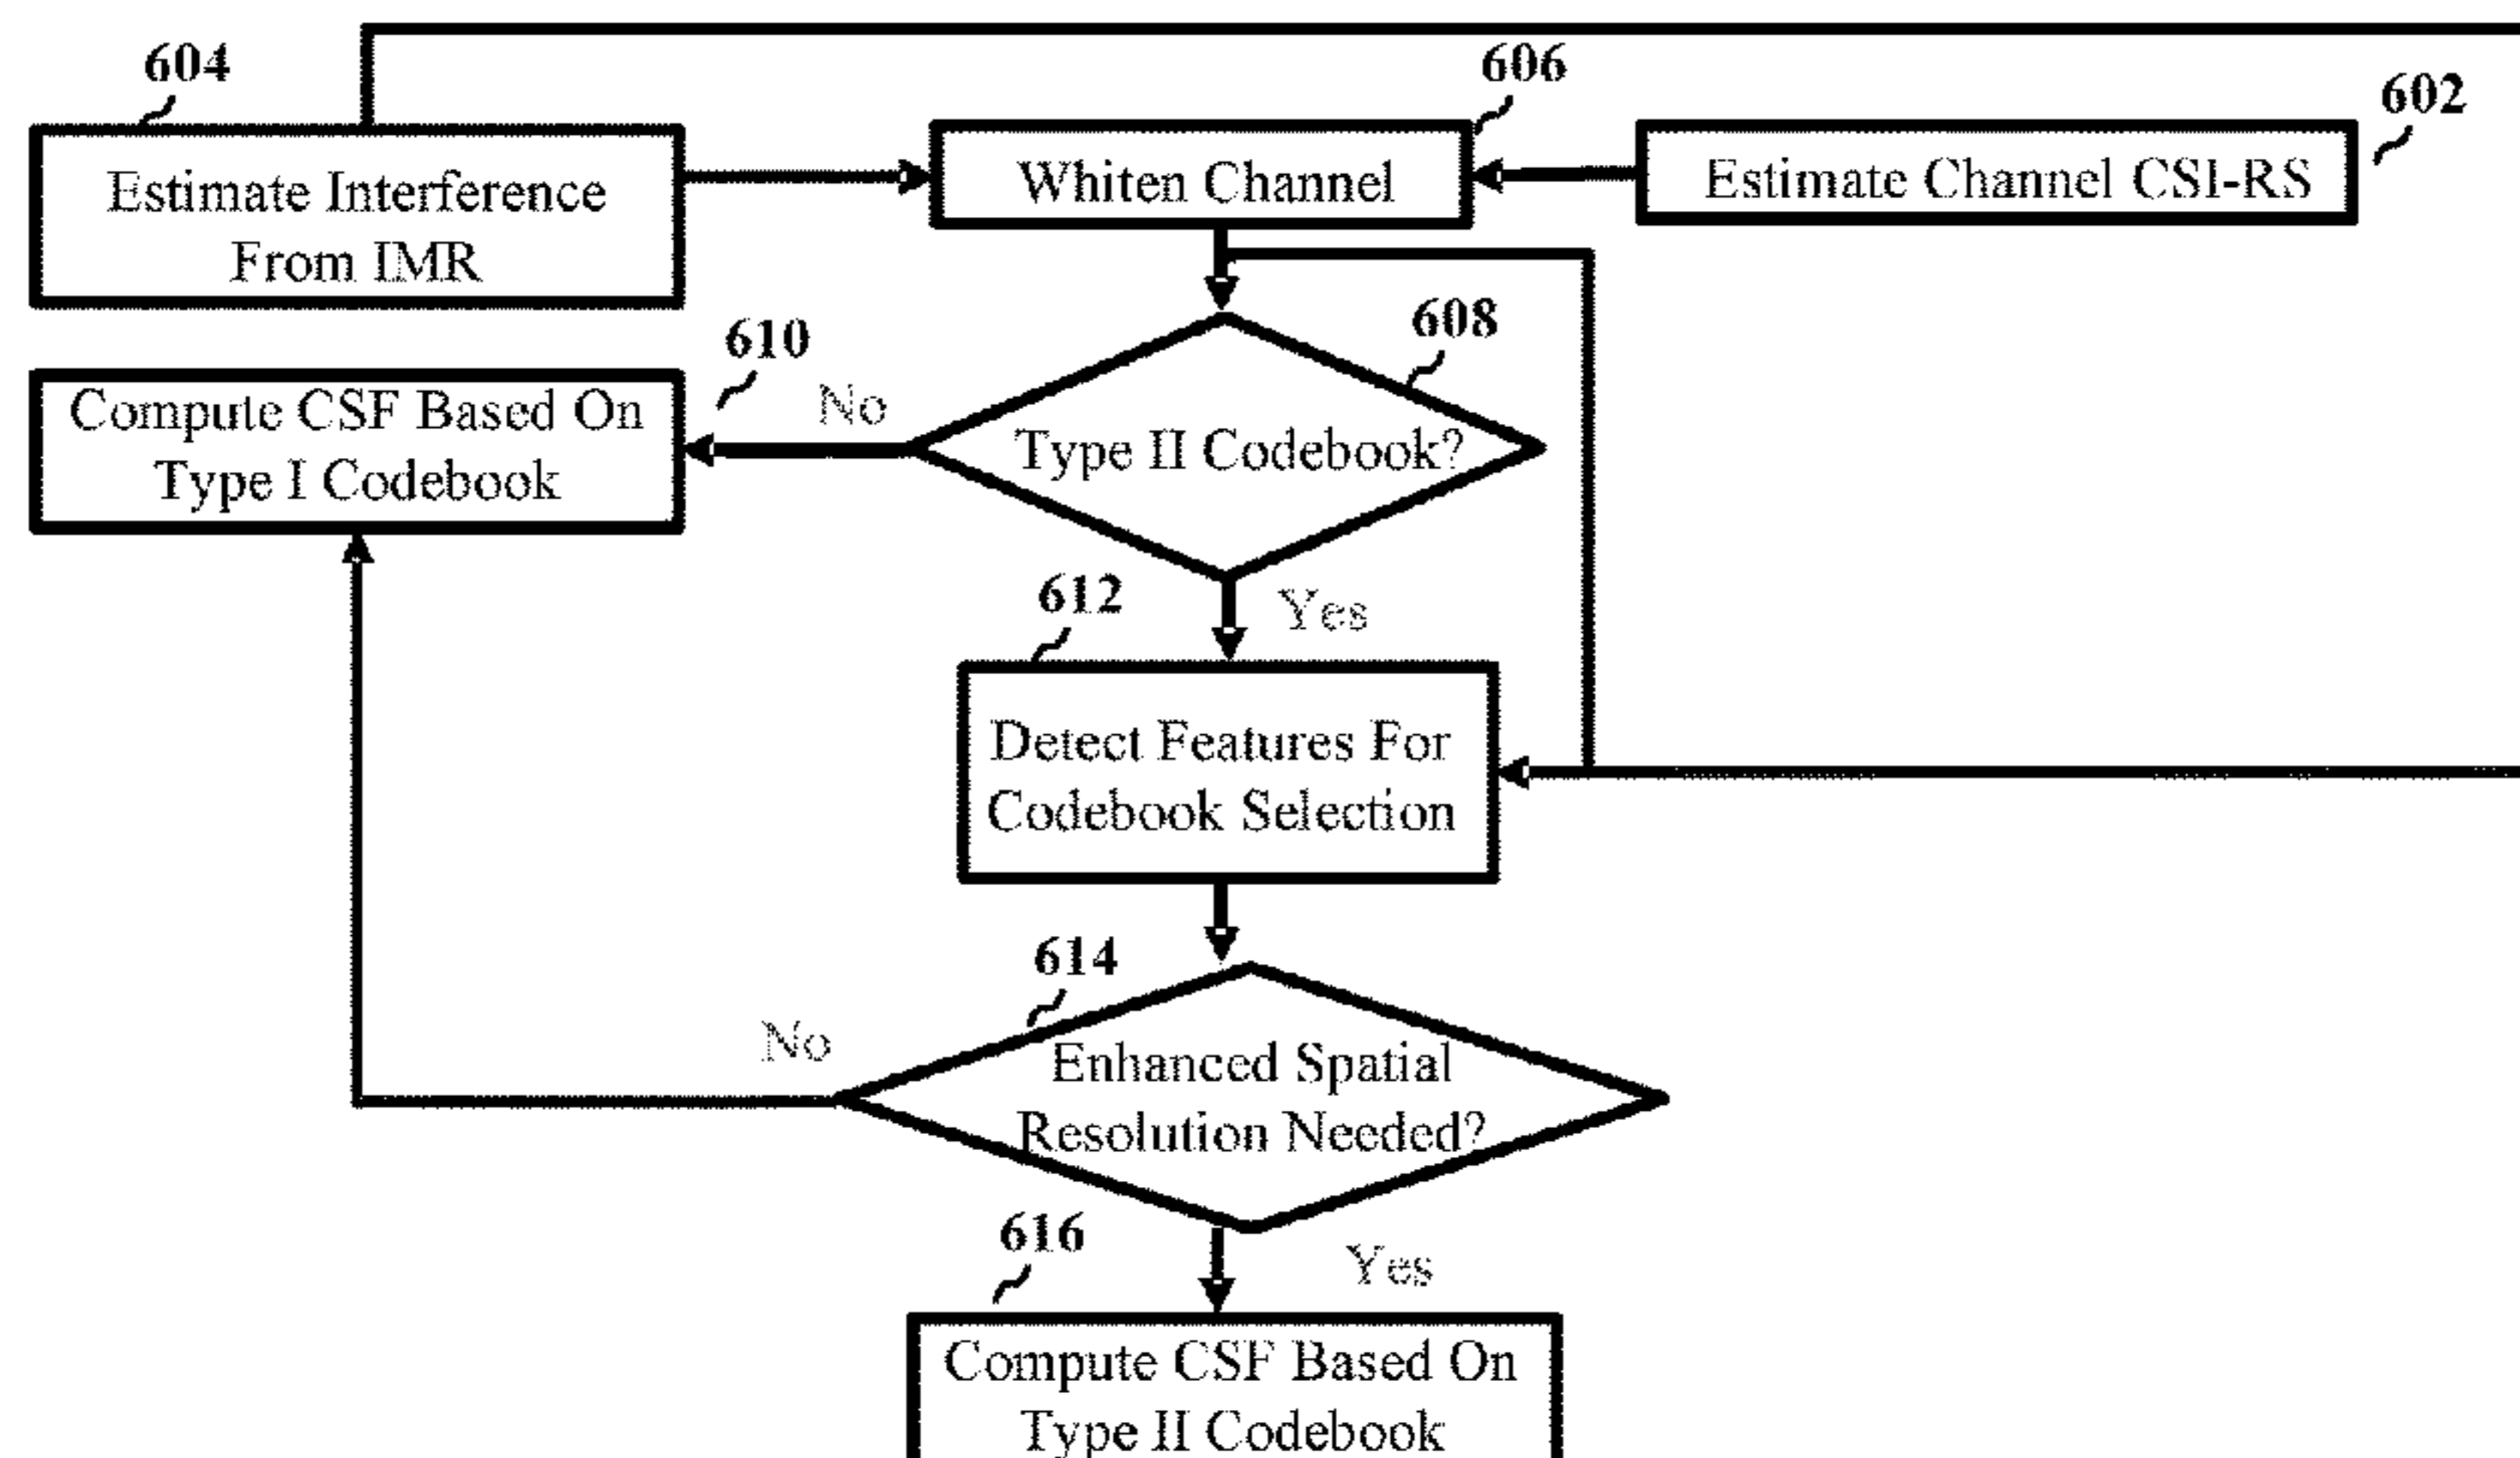 604
606
602
Estimate Interference
From IMR
Whiten Channel
Estimate Channel CSI-RS
610
608
Compute CSF Based On
Type I Codebook
No
Type II Codebook?
612
Yes
Detect Features For
Codebook Selection
614
No
Enhanced Spatial
Resolution Needed?
616
Yes
Compute CSF Based On
Type II Codebook